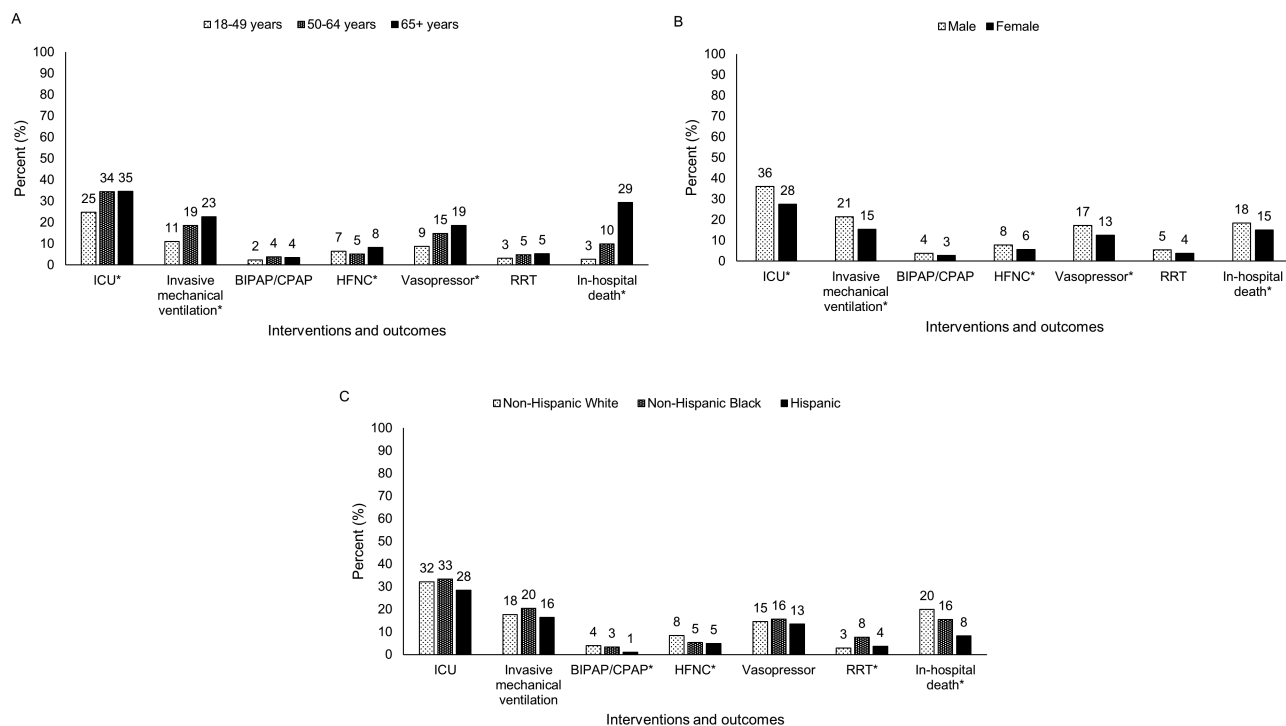 A
18-49 years 50-64 years 65+ years
Percent (%)
100
90
80
70
60
50
40
30
20
10
0
25 34 35
11 19 23
2 4 4
7 5 8
9 15 19
3 5 5
3 10 29
ICU*
Invasive
mechanical
ventilation*
BIPAP/CPAP
HFNC*
Vasopressor*
RRT
In-hospital
death*
Interventions and outcomes
B
Male Female
Percent (%)
100
90
80
70
60
50
40
30
20
10
0
36 28
21 15
4 3
8 6
17 13
5 4
18 15
ICU*
Invasive
mechanical
ventilation*
BIPAP/CPAP
HFNC*
Vasopressor*
RRT
In-hospital
death*
Interventions and outcomes
C
Non-Hispanic White Non-Hispanic Black Hispanic
Percent (%)
100
90
80
70
60
50
40
30
20
10
0
32 33 28
18 20 16
4 3 1
8 5 5
15 16 13
3 8 4
20 16 8
ICU
Invasive
mechanical
ventilation
BIPAP/CPAP*
HFNC*
Vasopressor
RRT*
In-hospital
death*
Interventions and outcomes